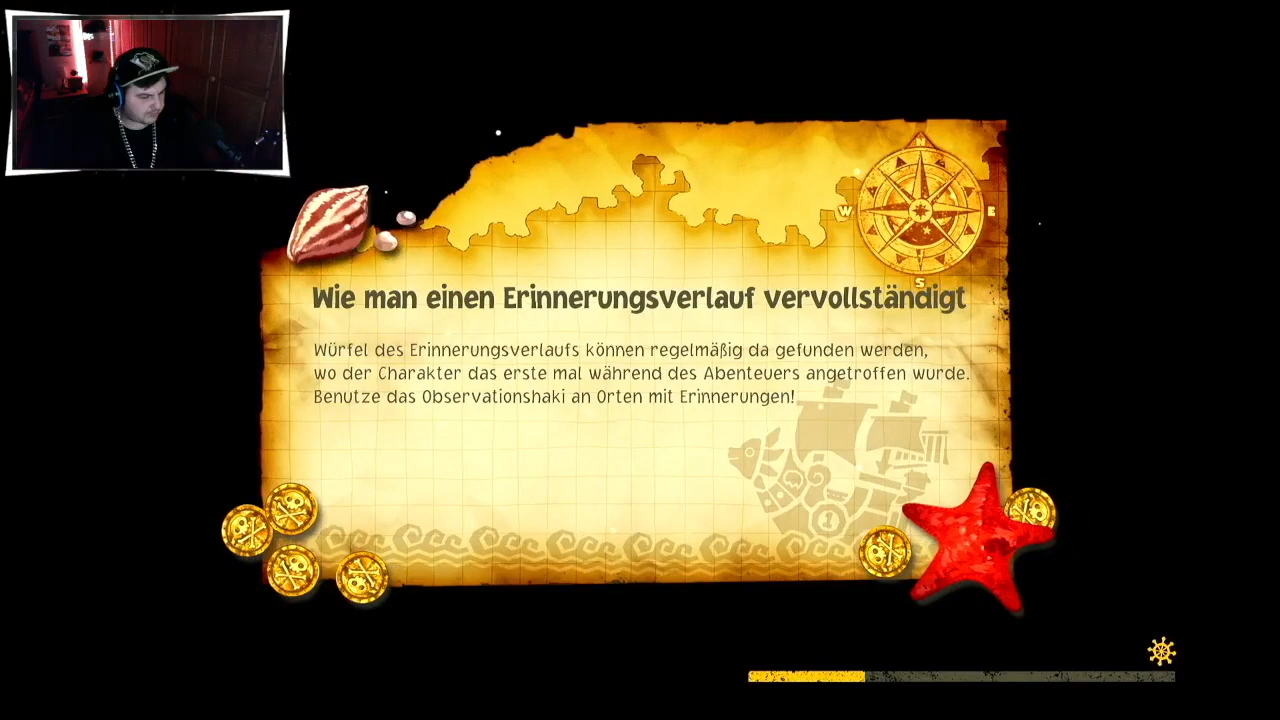 N
W
E
S
Wie man einen Erinnerungsverlauf vervollständigt
Würfel des Erinnerungsverlaufs können regelmäßig da gefunden werden,
wo der Charakter das erste mal während des Abenteuers angetroffen wurde.
Benutze das Observationshaki an Orten mit Erinnerungen!
1